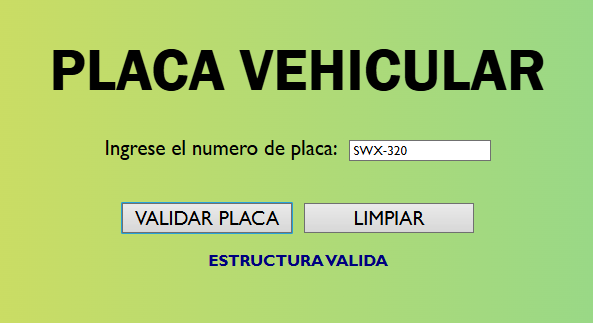 PLACA VEHICULAR
Ingrese el numero de placa: SWX-320
VALIDAR PLACA LIMPIAR
ESTRUCTURA VALIDA